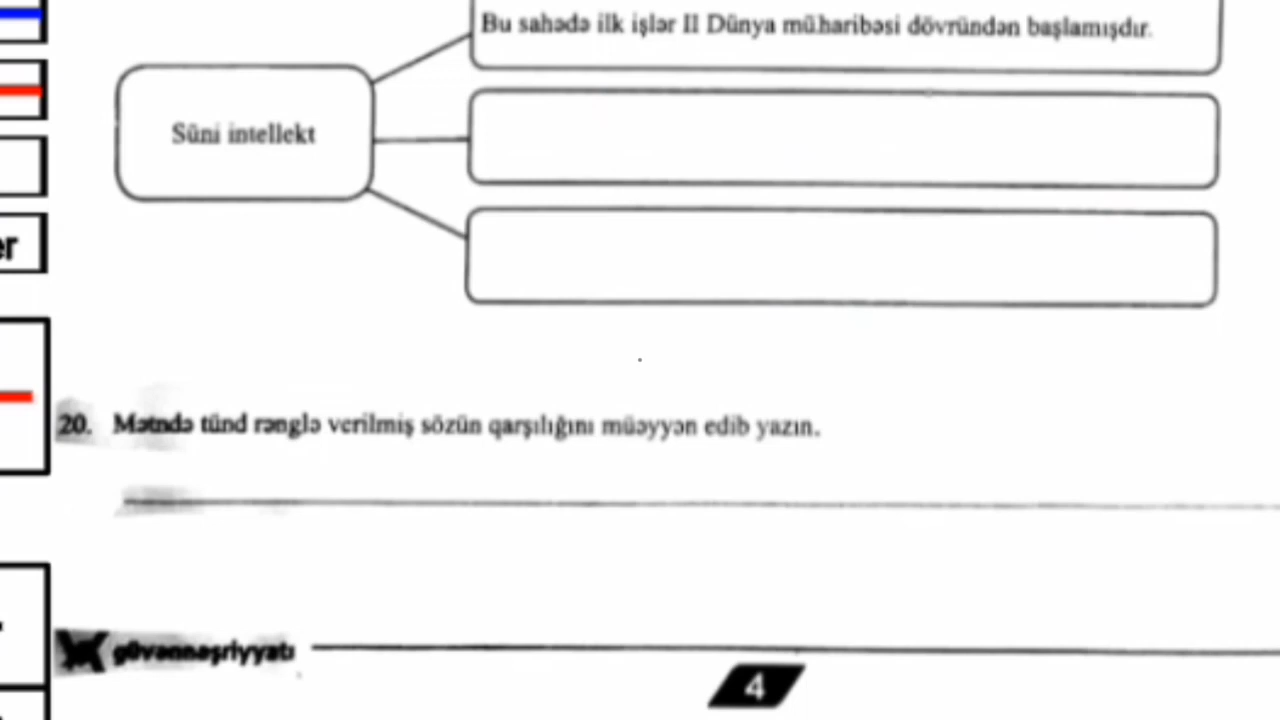 Bu sahədə ilk işlər II Dünya müharibəsi dövründən başlamışdır.
Süni intellekt
er
20. Mətndə tünd rənglə verilmiş sözün qarşılığını müəyyən edib yazın.
güvənnəşriyyatı
4